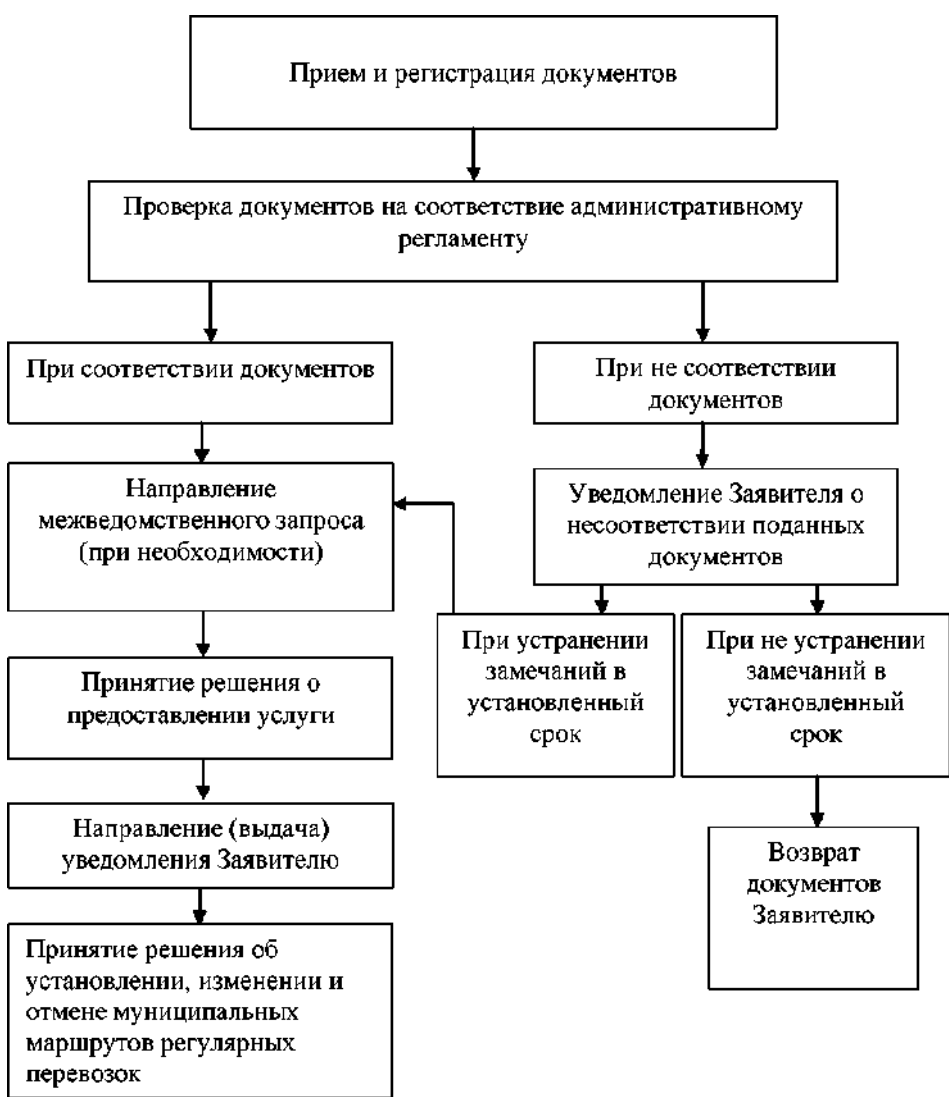 Прием и регистрация документов
Проверка документов на соответствие административному
регламенту
При соответствии документов
При не соответствии
документов
Направление
межведомственного запроса
(при необходимости)
Уведомление Заявителя о
несоответствии поданных
документов
При устранении
замечаний в
установленный
срок
При не устранении
замечаний в
установленный
срок
Принятие решения о
предоставлении услуги
Направление (выдача)
уведомления Заявителю
Возврат
документов
Заявителю
Принятие решения об
установлении, изменении и
отмене муниципальных
маршрутов регулярных
перевозок